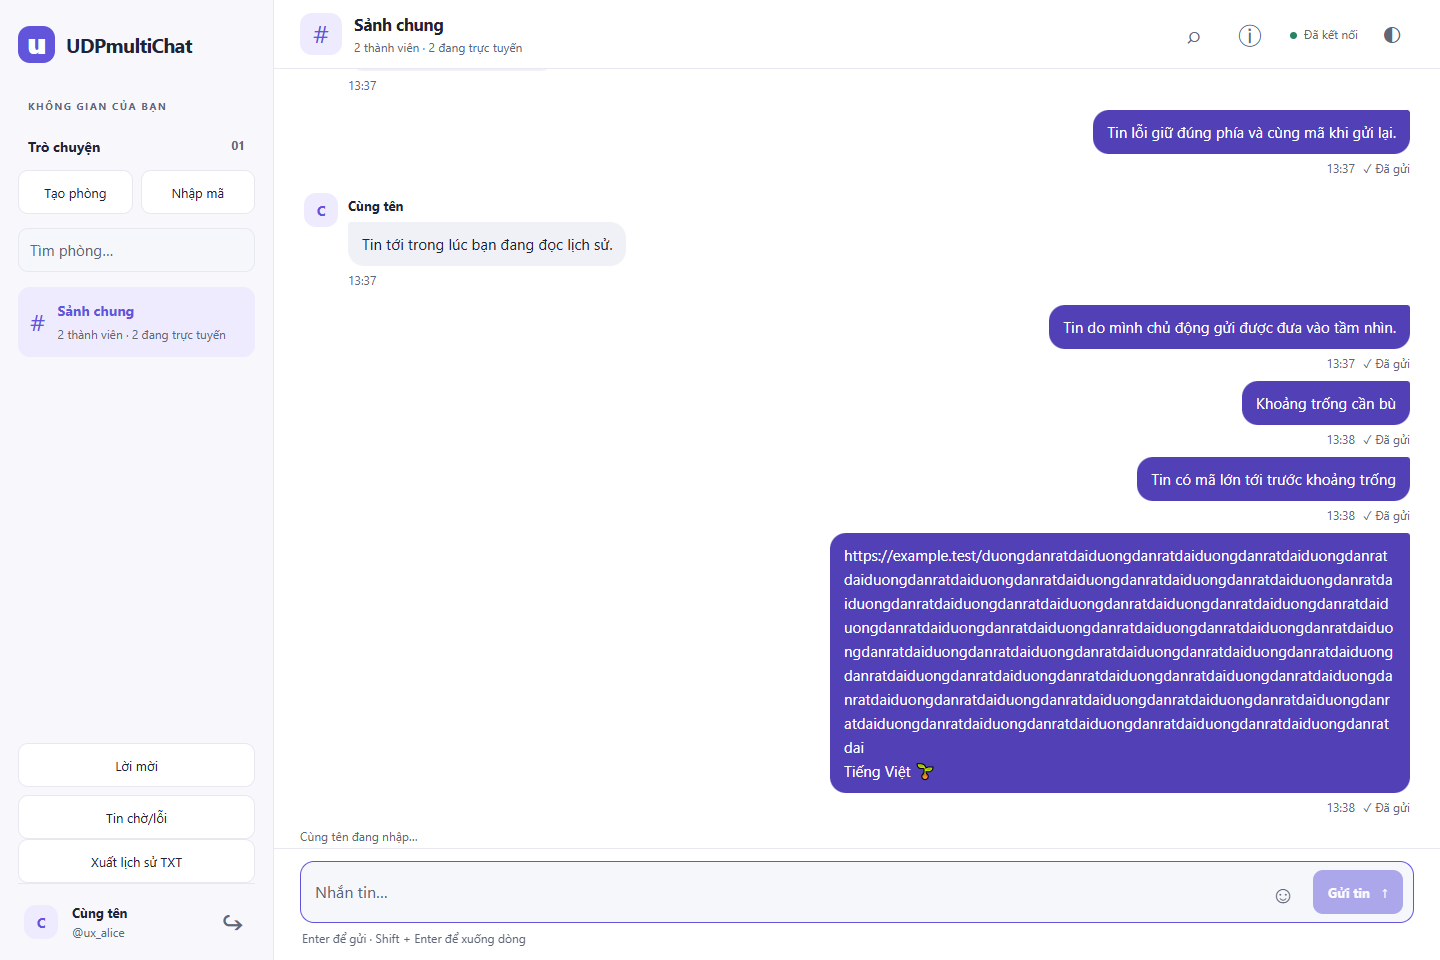 u UDPmultiChat
KHÔNG GIAN CỦA BẠN
Trò chuyện 01
Tạo phòng Nhập mã
Tìm phòng...
# Sảnh chung
2 thành viên · 2 đang trực tuyến
Lời mời
Tin chờ/lỗi
Xuất lịch sử TXT
C Cùng tên
@ux_alice
# Sảnh chung
2 thành viên · 2 đang trực tuyến
Đã kết nối
13:37
Tin lỗi giữ đúng phía và cùng mã khi gửi lại.
13:37 ✓ Đã gửi
C Cùng tên
Tin tới trong lúc bạn đang đọc lịch sử.
13:37
Tin do mình chủ động gửi được đưa vào tầm nhìn.
13:37 ✓ Đã gửi
Khoảng trống cần bù
13:38 ✓ Đã gửi
Tin có mã lớn tới trước khoảng trống
13:38 ✓ Đã gửi
https://example.test/duongdanratdaiduongdanratdaiduongdanratdaiduongdanrat
daiduongdanratdaiduongdanratdaiduongdanratdaiduongdanratdaiduongdanratda
iduongdanratdaiduongdanratdaiduongdanratdaiduongdanratdaiduongdanratdaid
uongdanratdaiduongdanratdaiduongdanratdaiduongdanratdaiduongdanratdaiduo
ngdanratdaiduongdanratdaiduongdanratdaiduongdanratdaiduongdanratdaiduong
danratdaiduongdanratdaiduongdanratdaiduongdanratdaiduongdanratdaiduongda
nratdaiduongdanratdaiduongdanratdaiduongdanratdaiduongdanratdaiduongdanr
atdaiduongdanratdaiduongdanratdaiduongdanratdaiduongdanratdaiduongdanrat
dai
Tiếng Việt 🌱
13:38 ✓ Đã gửi
Cùng tên đang nhập...
Nhắn tin...
Gửi tin ↑
Enter để gửi · Shift + Enter để xuống dòng